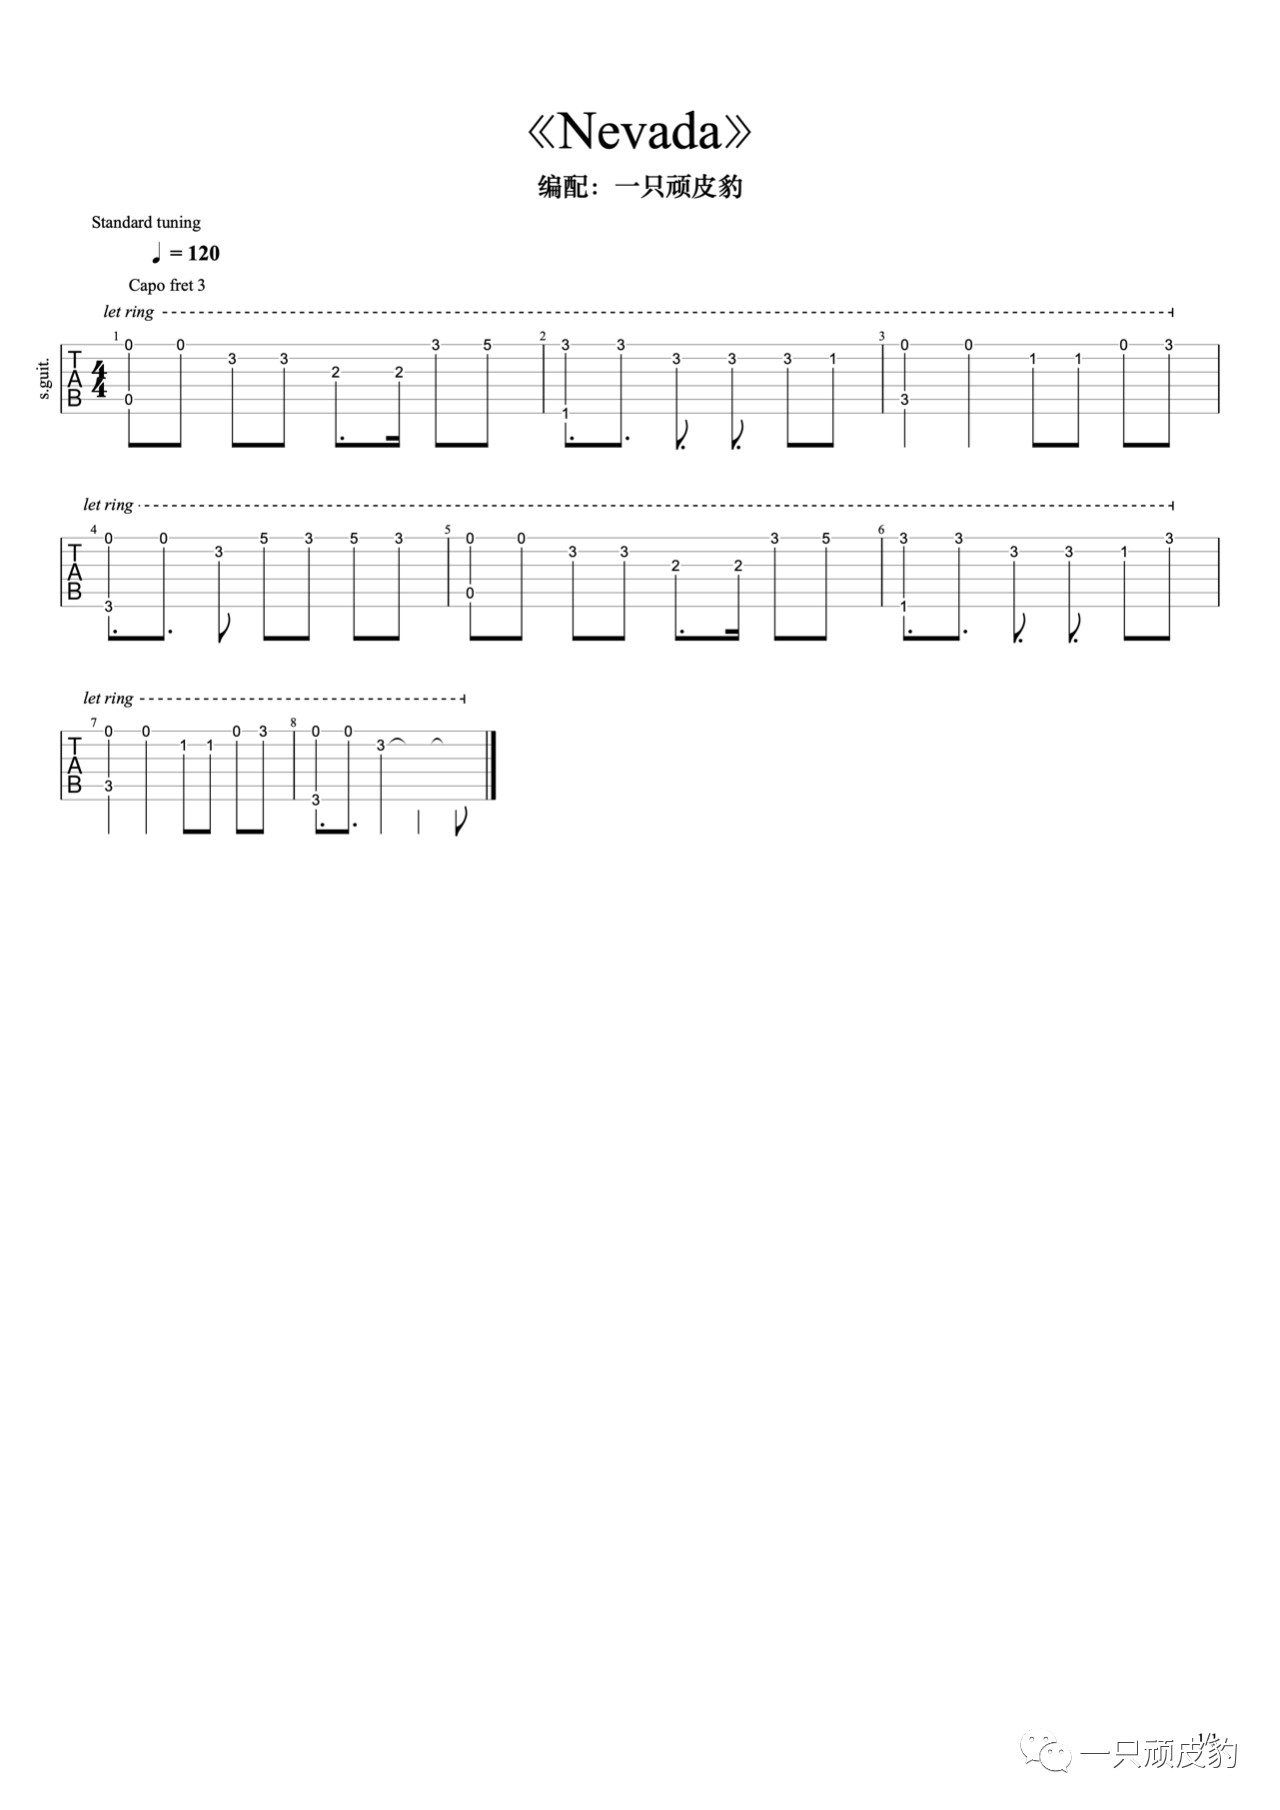 《Nevada》
编配：一只顽皮豹
Standard tuning
♩ = 120
Capo fret 3
let ring
s.guit.
T A B
4 4
1 0 0 3 3 2 2 3 5 2 3 3 3 3 3 1 3 0 0 1 1 0 3
0 1 3
let ring
4 0 0 3 5 3 5 3 5 0 0 3 3 2 2 3 5 6 3 3 3 3 1 3
3 0 1
let ring
T A B
7 0 0 1 1 0 3 8 0 0 3
3 3
1/1
一只顽皮豹